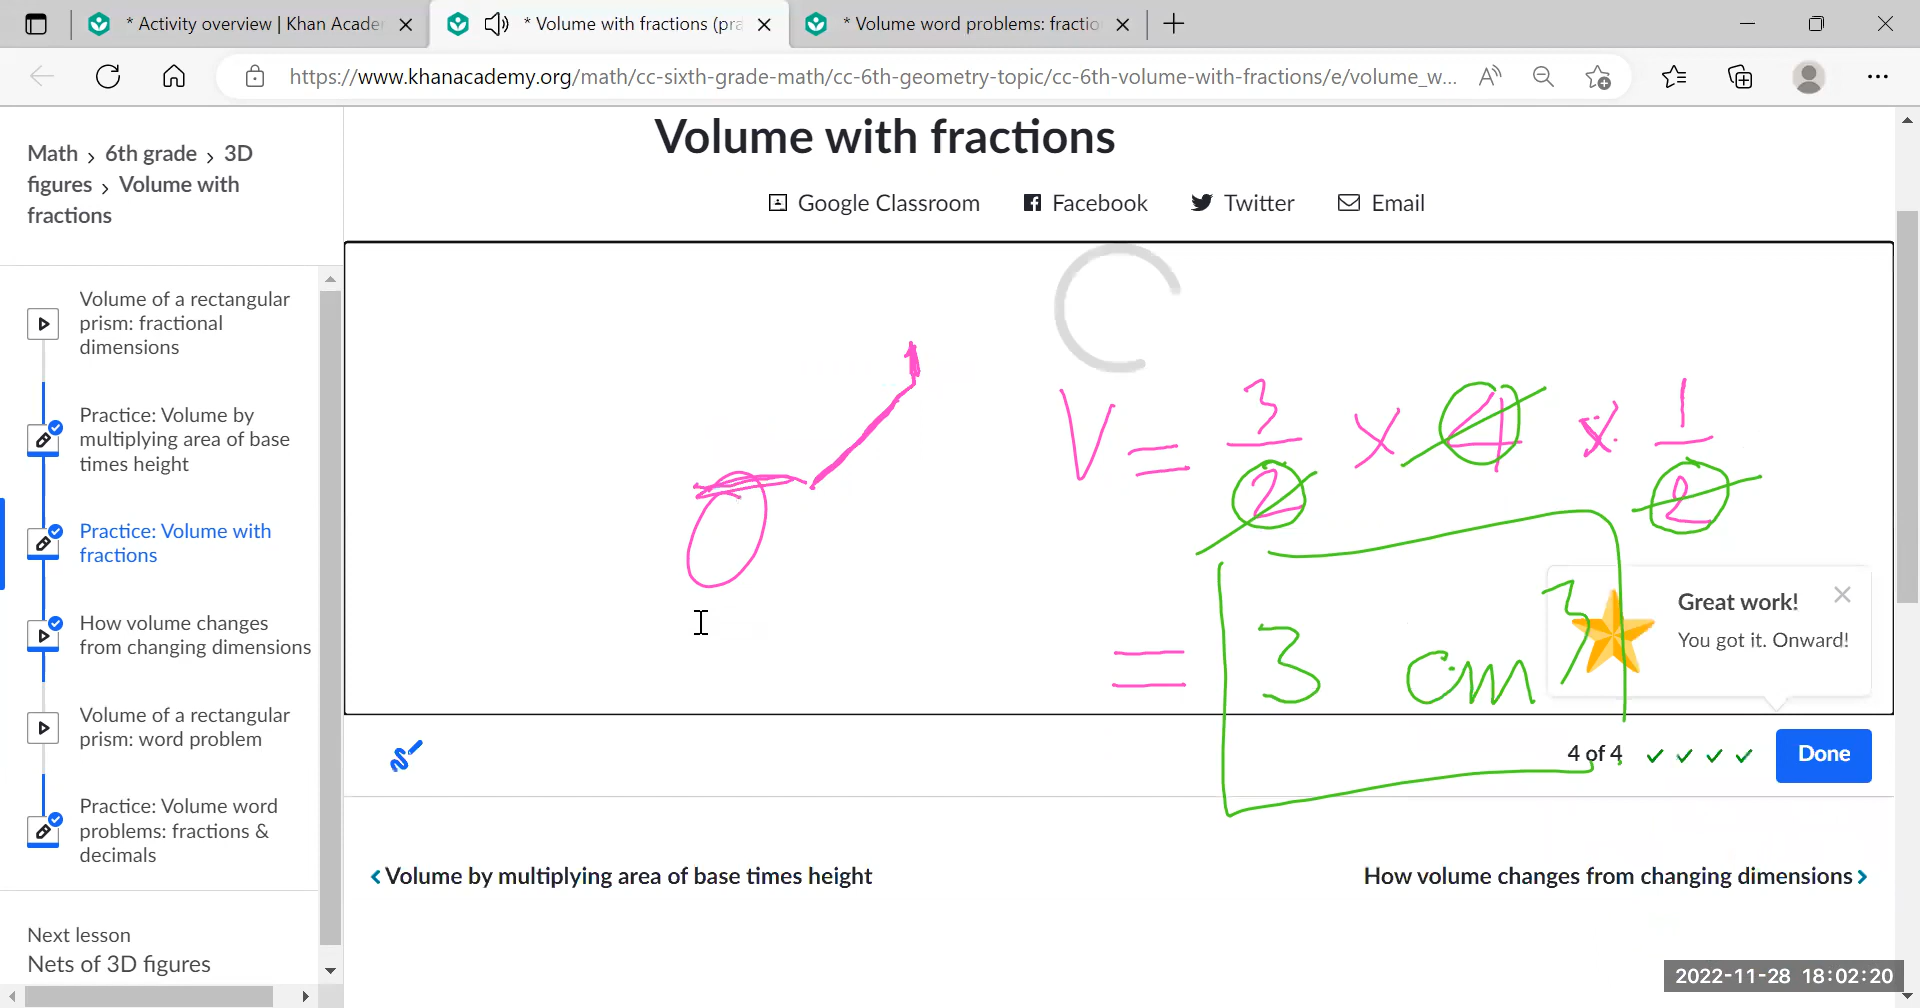 * Activity overview | Khan Acade
* Volume with fractions (pra
* Volume word problems: fractio
https://www.khanacademy.org/math/cc-sixth-grade-math/cc-6th-geometry-topic/cc-6th-volume-with-fractions/e/volume_w...
Math > 6th grade > 3D
figures > Volume with
fractions
Volume of a rectangular
prism: fractional
dimensions
Practice: Volume by
multiplying area of base
times height
Practice: Volume with
fractions
How volume changes
from changing dimensions
Volume of a rectangular
prism: word problem
Practice: Volume word
problems: fractions &
decimals
Next lesson
Nets of 3D figures
Volume with fractions
Google Classroom Facebook Twitter Email
V = 3/2 × 4 × 1/2
= 3 cm³
Great work!
You got it. Onward!
4 of 4 ✓ ✓ ✓ ✓ Done
‹ Volume by multiplying area of base times height
How volume changes from changing dimensions ›
2022-11-28 18:02:20